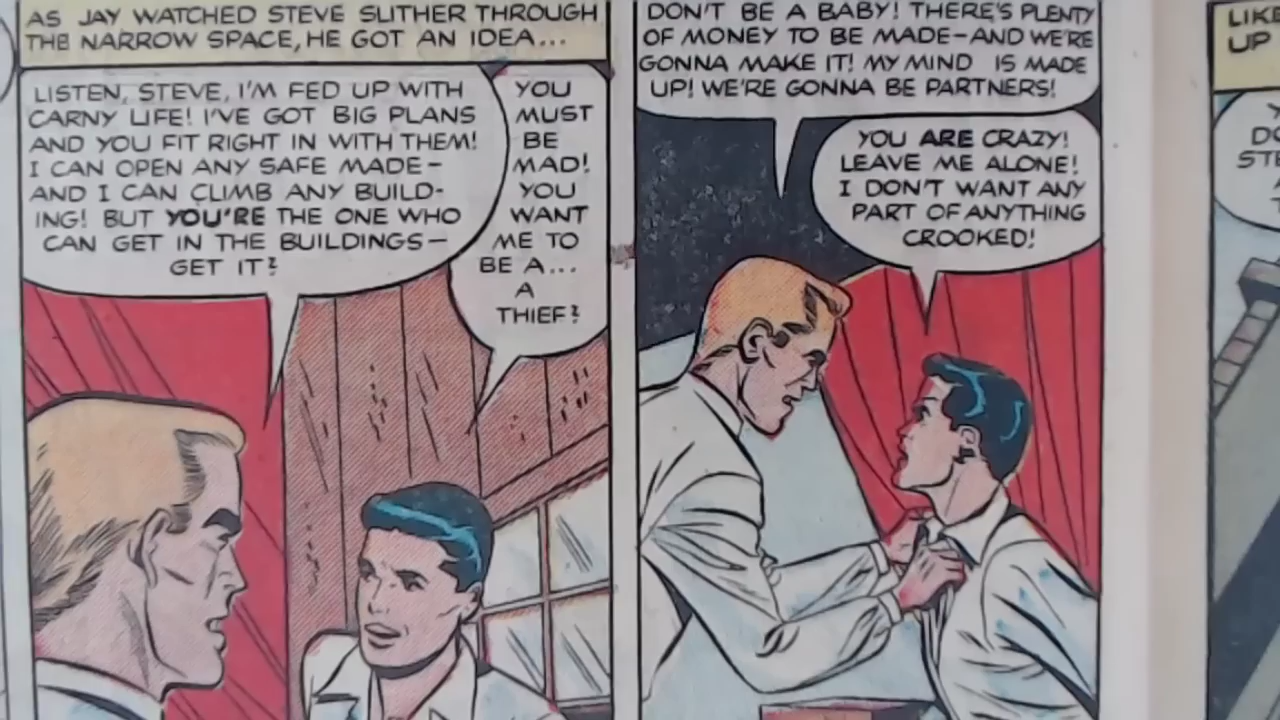 AS JAY WATCHED STEVE SLITHER THROUGH
THE NARROW SPACE, HE GOT AN IDEA...
LISTEN, STEVE, I'M FED UP WITH
CARNY LIFE! I'VE GOT BIG PLANS
AND YOU FIT RIGHT IN WITH THEM!
I CAN OPEN ANY SAFE MADE—
AND I CAN CLIMB ANY BUILD-
ING! BUT YOU'RE THE ONE WHO
CAN GET IN THE BUILDINGS—
GET IT?
YOU
MUST
BE
MAD!
YOU
WANT
ME TO
BE A...
A
THIEF?
DON'T BE A BABY! THERE'S PLENTY
OF MONEY TO BE MADE—AND WE'RE
GONNA MAKE IT! MY MIND IS MADE
UP! WE'RE GONNA BE PARTNERS!
YOU ARE CRAZY!
LEAVE ME ALONE!
I DON'T WANT ANY
PART OF ANYTHING
CROOKED!
LIKE
UP